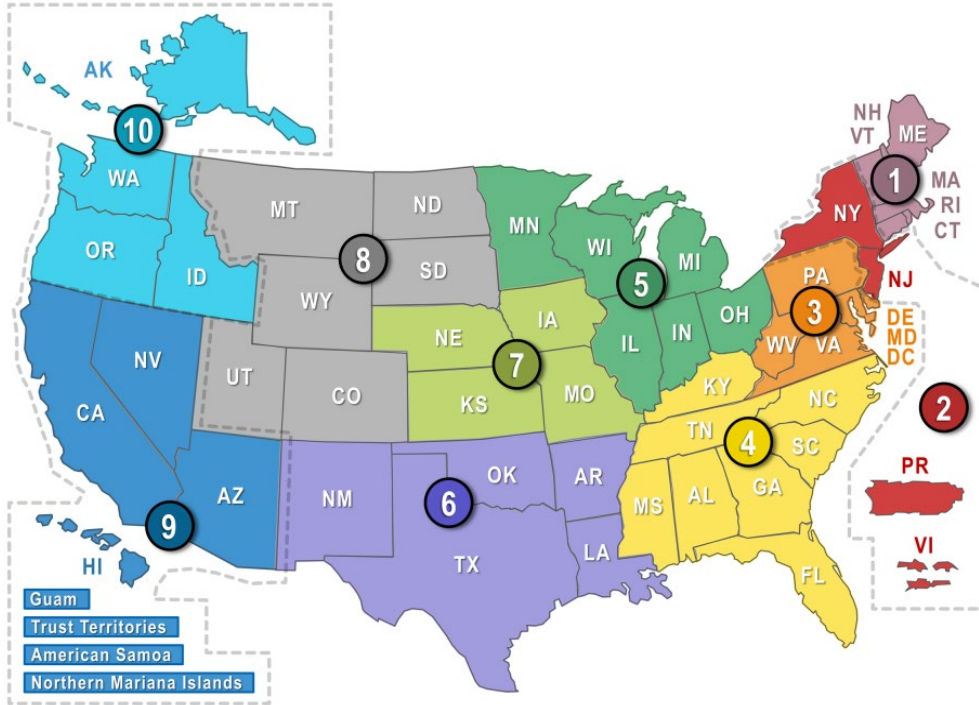 AK
10
NH
VT
ME
WA
1
MA
RI
CT
MT
ND
MN
NY
OR
ID
8
SD
WI
MI
5
PA
NJ
WY
3
DE
MD
DC
NE
IA
OH
IL
IN
WV
VA
NV
UT
7
CO
KS
MO
KY
CA
NC
2
TN
4
SC
PR
OK
AR
AZ
NM
6
MS
AL
GA
9
VI
LA
HI
TX
FL
Guam
Trust Territories
American Samoa
Northern Mariana Islands